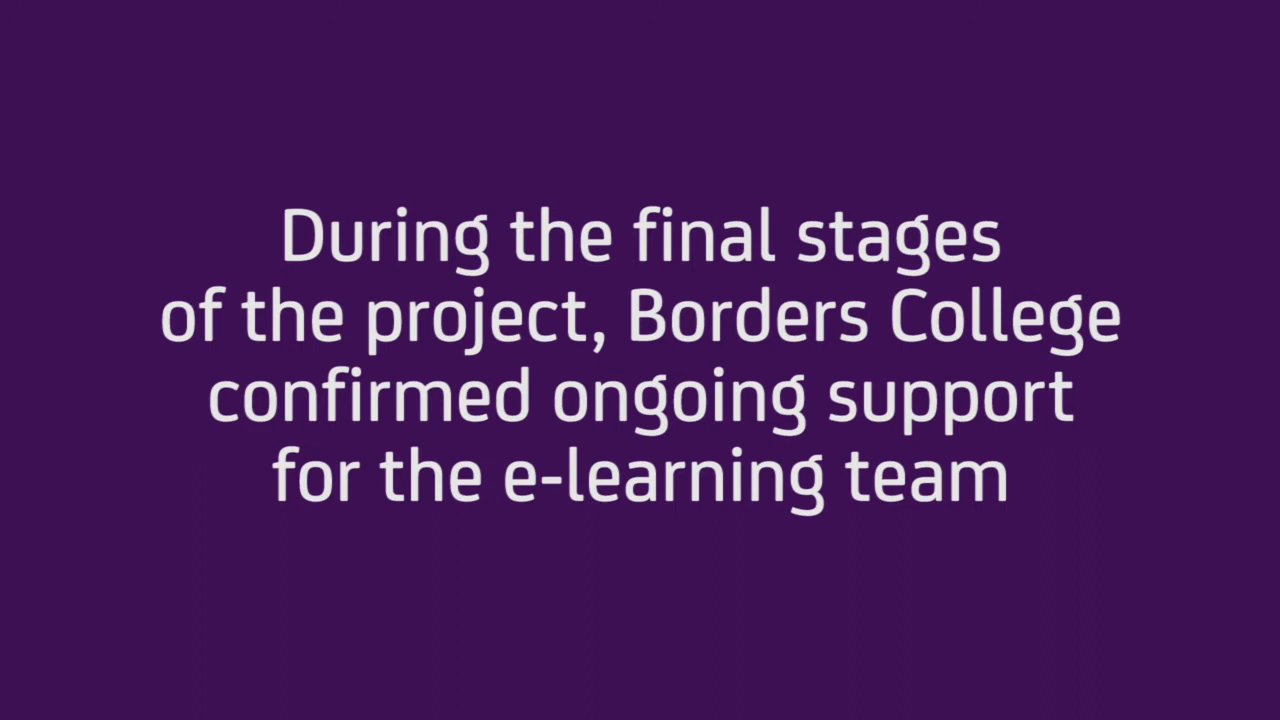 During the final stages
of the project, Borders College
confirmed ongoing support
for the e-learning team